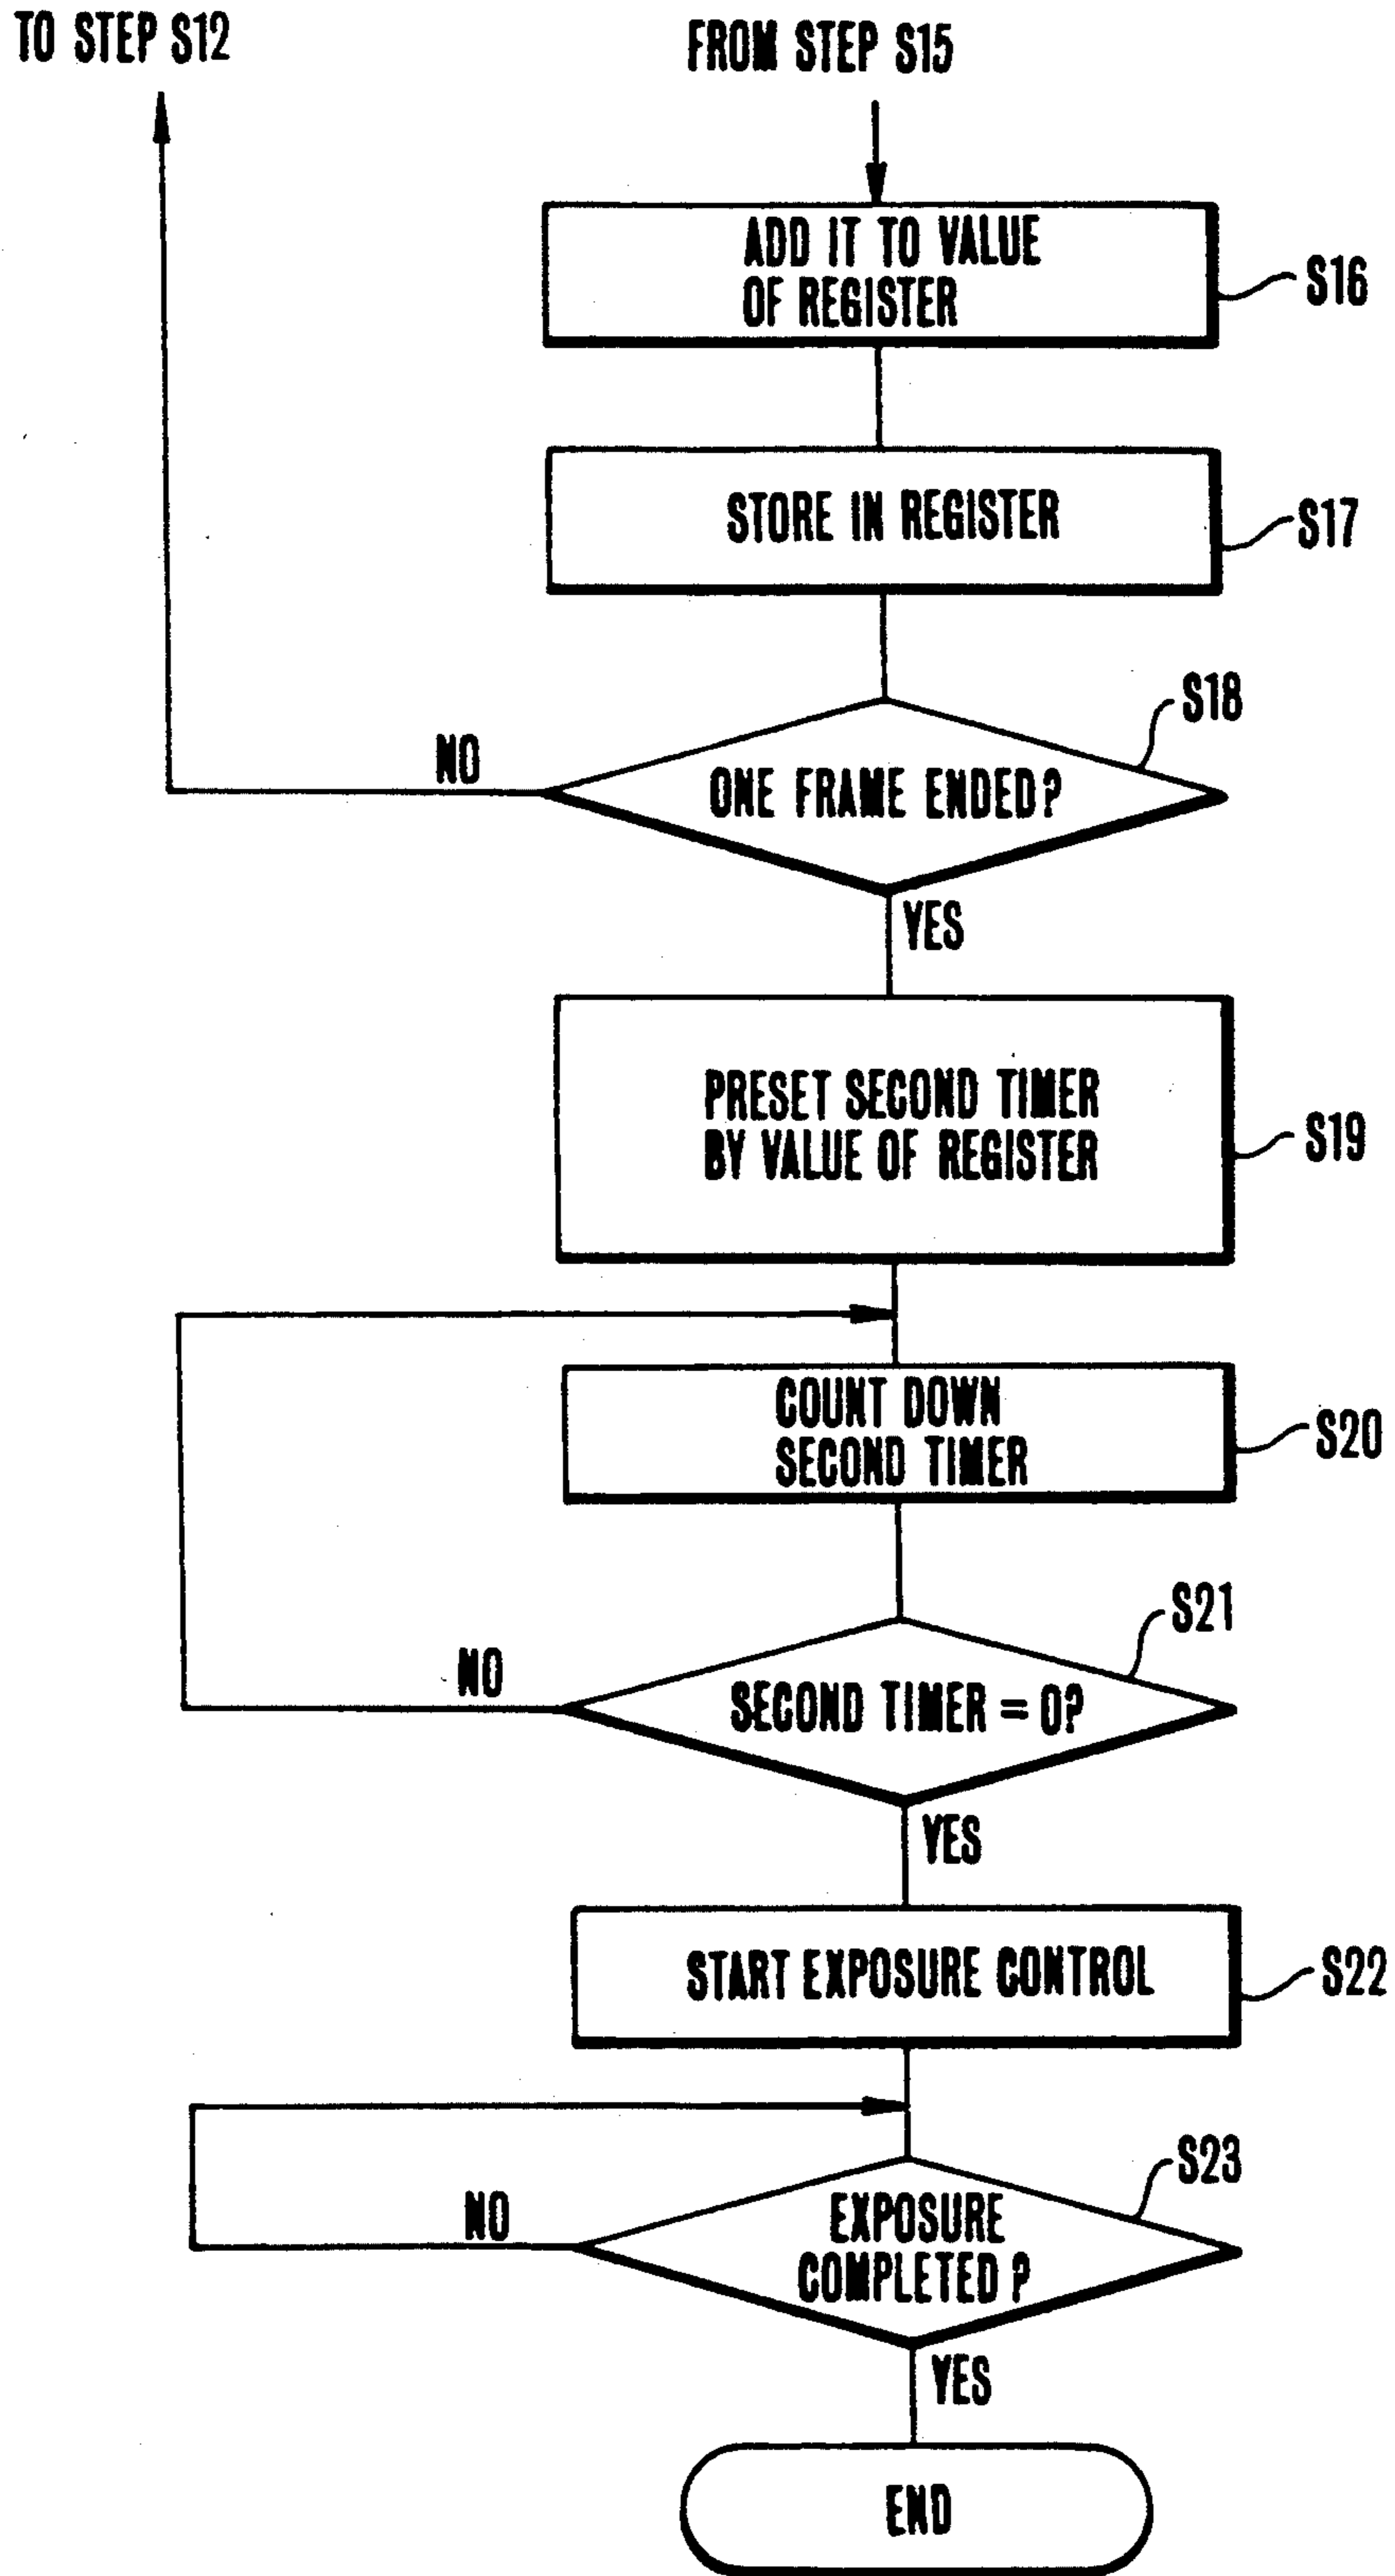 TO STEP S12
FROM STEP S15
ADD IT TO VALUE
OF REGISTER
S16
STORE IN REGISTER
S17
S18
NO
ONE FRAME ENDED?
YES
PRESET SECOND TIMER
BY VALUE OF REGISTER
S19
COUNT DOWN
SECOND TIMER
S20
S21
NO
SECOND TIMER = 0?
YES
START EXPOSURE CONTROL
S22
S23
NO
EXPOSURE
COMPLETED?
YES
END